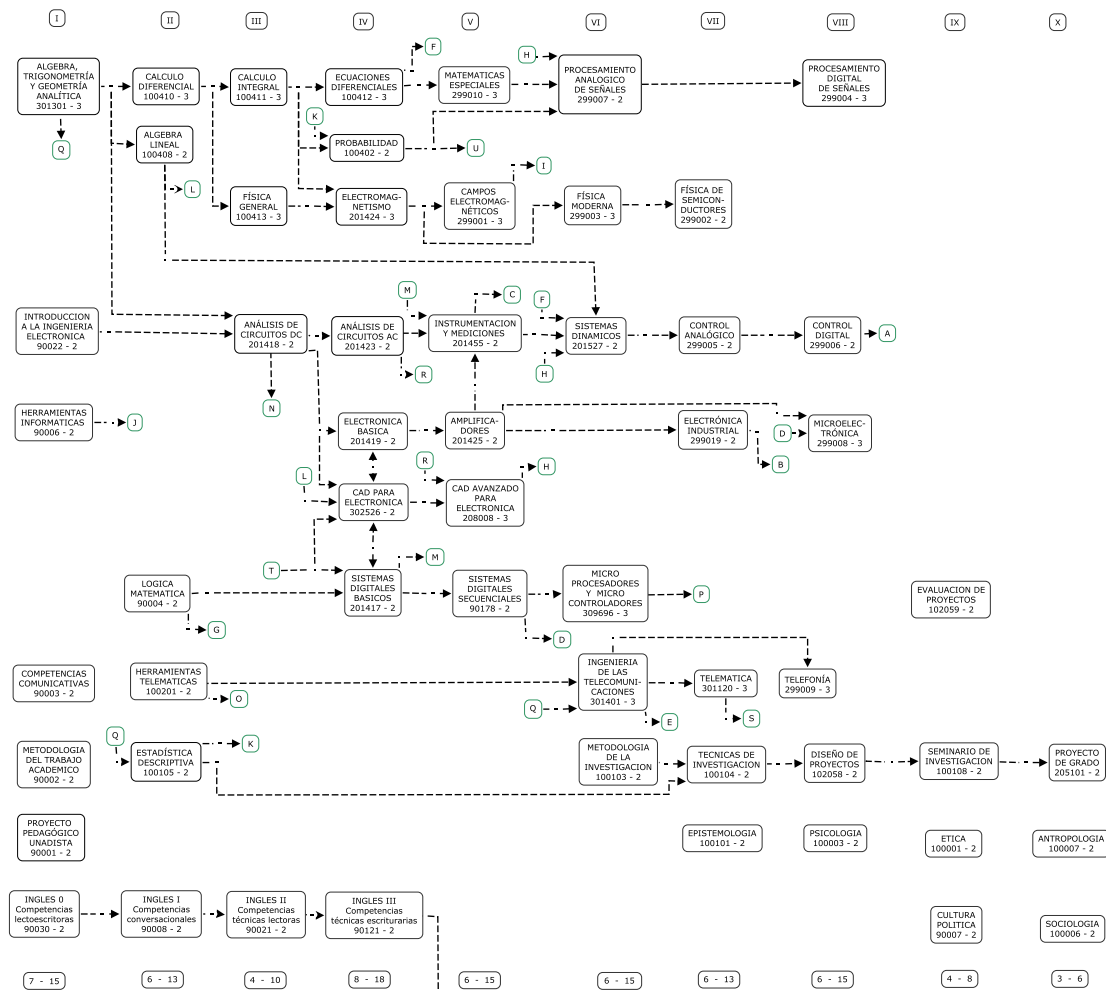 I
II
III
IV
V
VI
VII
VIII
IX
X
ALGEBRA,
TRIGONOMETRÍA
Y GEOMETRÍA
ANALÍTICA
301301 - 3
CALCULO
DIFERENCIAL
100410 - 3
CALCULO
INTEGRAL
100411 - 3
ECUACIONES
DIFERENCIALES
100412 - 3
F
MATEMATICAS
ESPECIALES
299010 - 3
H
PROCESAMIENTO
ANALOGICO
DE SEÑALES
299007 - 2
PROCESAMIENTO
DIGITAL
DE SEÑALES
299004 - 3
Q
ALGEBRA
LINEAL
100408 - 2
K
PROBABILIDAD
100402 - 2
U
L
FÍSICA
GENERAL
100413 - 3
ELECTROMAG-
NETISMO
201424 - 3
CAMPOS
ELECTROMAG-
NÉTICOS
299001 - 3
I
FÍSICA
MODERNA
299003 - 3
FÍSICA DE
SEMICON-
DUCTORES
299002 - 2
INTRODUCCION
A LA INGENIERIA
ELECTRONICA
90022 - 2
ANÁLISIS DE
CIRCUITOS DC
201418 - 2
ANÁLISIS DE
CIRCUITOS AC
201423 - 2
M
C
INSTRUMENTACION
Y MEDICIONES
201455 - 2
F
SISTEMAS
DINAMICOS
201527 - 2
CONTROL
ANALÓGICO
299005 - 2
CONTROL
DIGITAL
299006 - 2
A
R
H
N
HERRAMIENTAS
INFORMATICAS
90006 - 2
J
ELECTRONICA
BASICA
201419 - 2
AMPLIFICA-
DORES
201425 - 2
ELECTRÓNICA
INDUSTRIAL
299019 - 2
D
MICROELEC-
TRÓNICA
299008 - 3
B
L
CAD PARA
ELECTRONICA
302526 - 2
R
CAD AVANZADO
PARA
ELECTRONICA
208008 - 3
H
T
M
LOGICA
MATEMATICA
90004 - 2
SISTEMAS
DIGITALES
BASICOS
201417 - 2
SISTEMAS
DIGITALES
SECUENCIALES
90178 - 2
MICRO
PROCESADORES
Y MICRO
CONTROLADORES
309696 - 3
P
EVALUACION DE
PROYECTOS
102059 - 2
G
D
COMPETENCIAS
COMUNICATIVAS
90003 - 2
HERRAMIENTAS
TELEMATICAS
100201 - 2
O
INGENIERIA
DE LAS
TELECOMUNI-
CACIONES
301401 - 3
TELEMATICA
301120 - 3
TELEFONÍA
299009 - 3
Q
E
S
METODOLOGIA
DEL TRABAJO
ACADEMICO
90002 - 2
Q
ESTADÍSTICA
DESCRIPTIVA
100105 - 2
K
METODOLOGIA
DE LA
INVESTIGACION
100103 - 2
TECNICAS DE
INVESTIGACION
100104 - 2
DISEÑO DE
PROYECTOS
102058 - 2
SEMINARIO DE
INVESTIGACION
100108 - 2
PROYECTO
DE GRADO
205101 - 2
PROYECTO
PEDAGÓGICO
UNADISTA
90001 - 2
EPISTEMOLOGIA
100101 - 2
PSICOLOGIA
100003 - 2
ETICA
100001 - 2
ANTROPOLOGIA
100007 - 2
INGLES 0
Competencias
lectoescritoras
90030 - 2
INGLES I
Competencias
conversacionales
90008 - 2
INGLES II
Competencias
técnicas lectoras
90021 - 2
INGLES III
Competencias
técnicas escriturarias
90121 - 2
CULTURA
POLITICA
90007 - 2
SOCIOLOGIA
100006 - 2
7 - 15
6 - 13
4 - 10
8 - 18
6 - 15
6 - 15
6 - 13
6 - 15
4 - 8
3 - 6